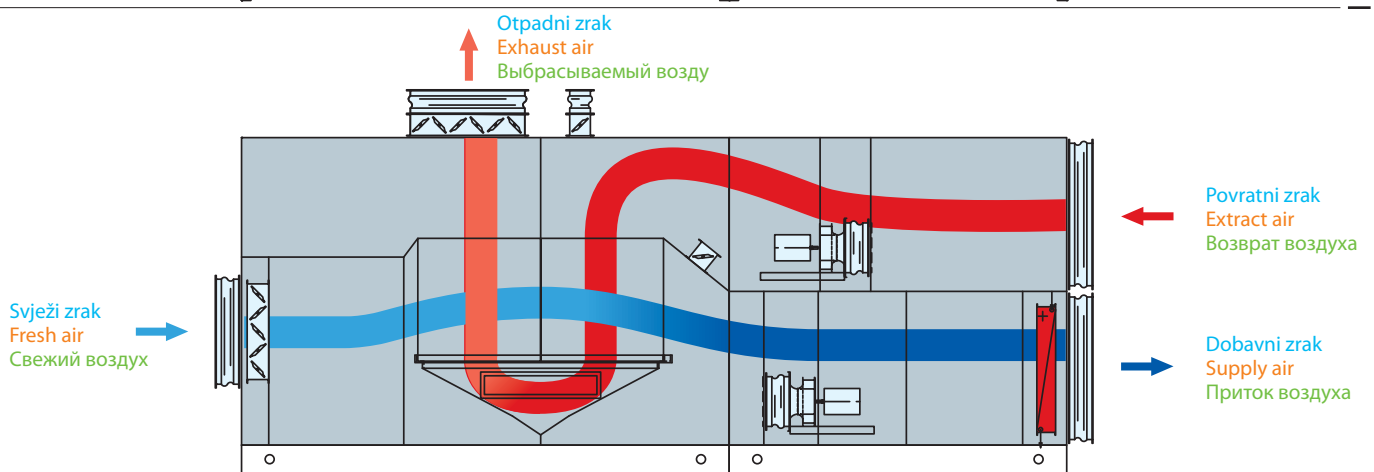 Otpadni zrak
Exhaust air
Выбрасываемый возду
Povratni zrak
Extract air
Возврат воздуха
Svježi zrak
Fresh air
Свежий воздух
Dobavni zrak
Supply air
Приток воздуха
+